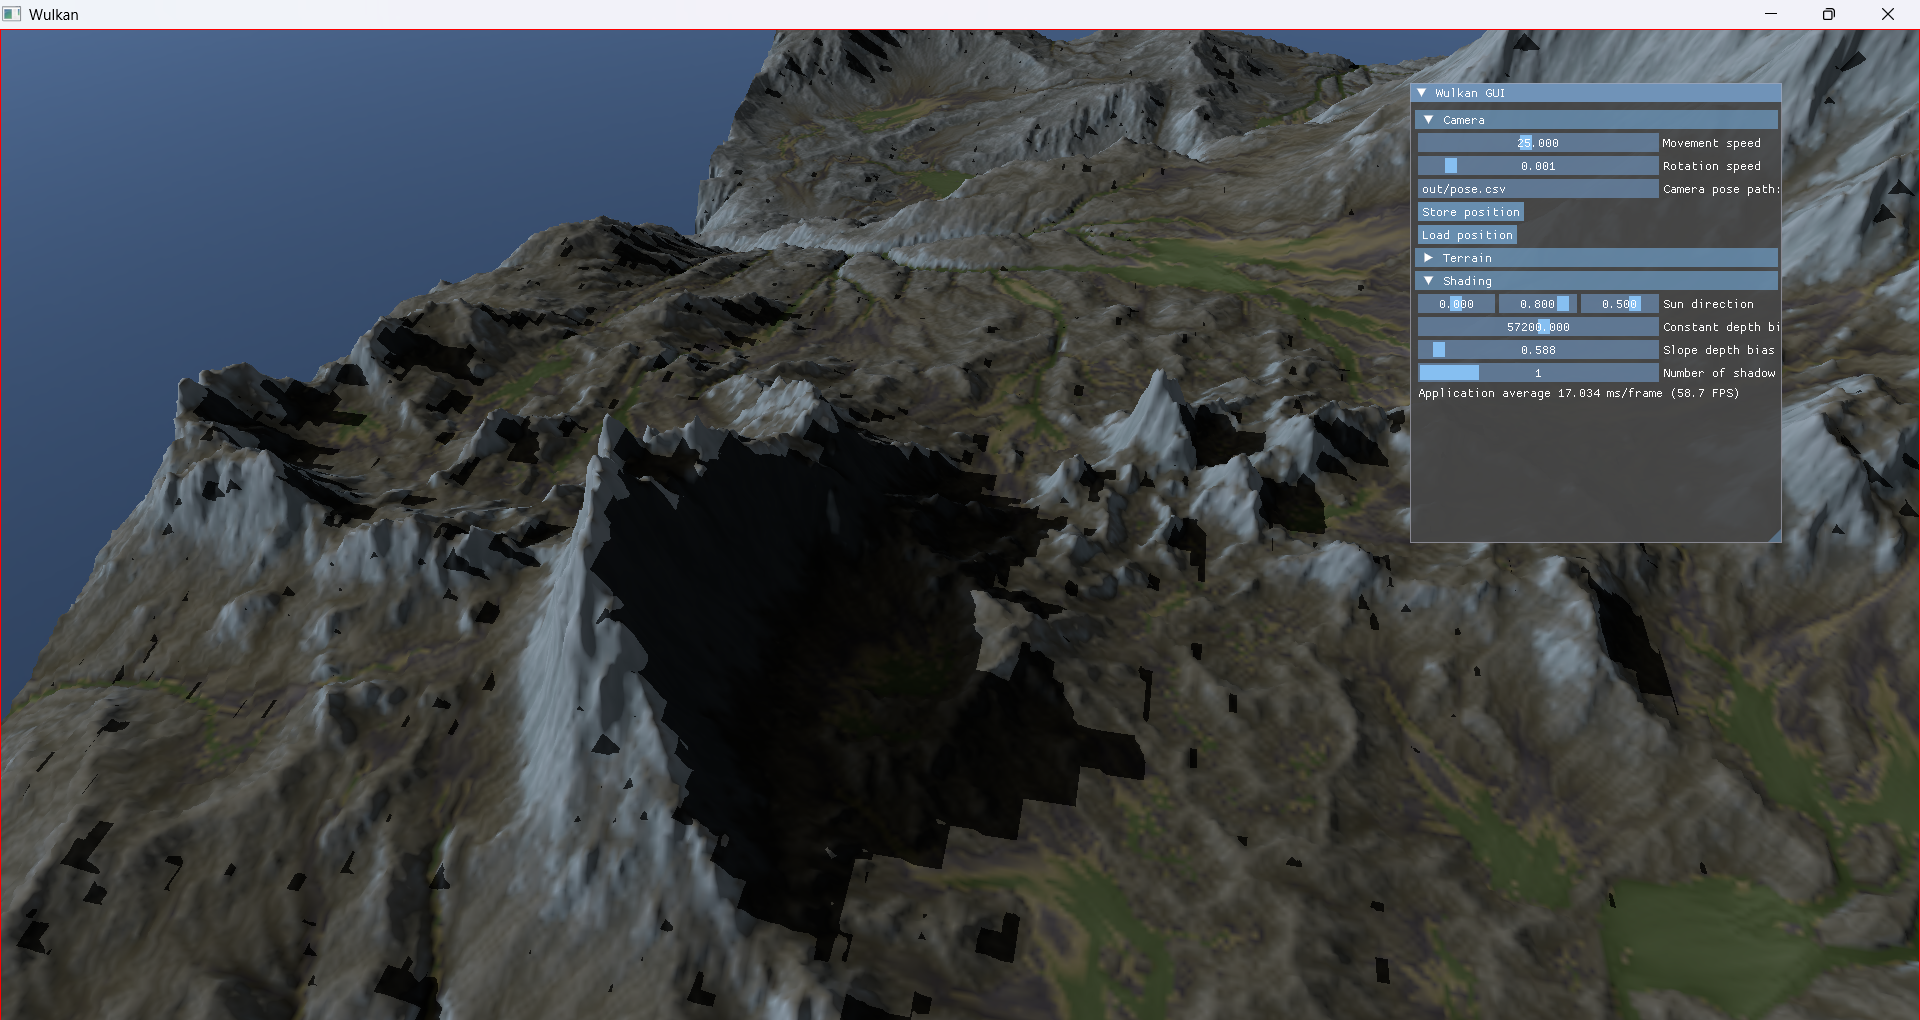 Wulkan
Wulkan GUI
Camera
25.000 Movement speed
0.001 Rotation speed
out/pose.csv Camera pose path:
Store position
Load position
Terrain
Shading
0.000 0.800 0.500 Sun direction
57200.000 Constant depth bi
0.588 Slope depth bias
1 Number of shadow
Application average 17.034 ms/frame (58.7 FPS)